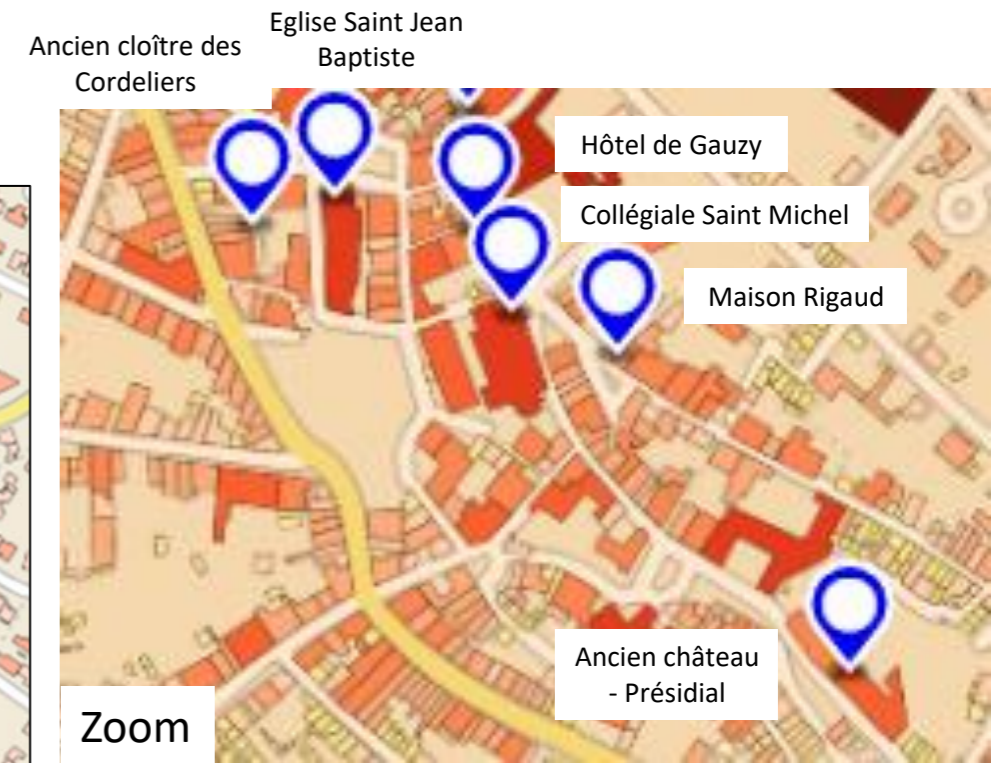 Ancien cloître des
Cordeliers
Eglise Saint Jean
Baptiste
Hôtel de Gauzy
Collégiale Saint Michel
Maison Rigaud
Ancien château
- Présidial
Zoom